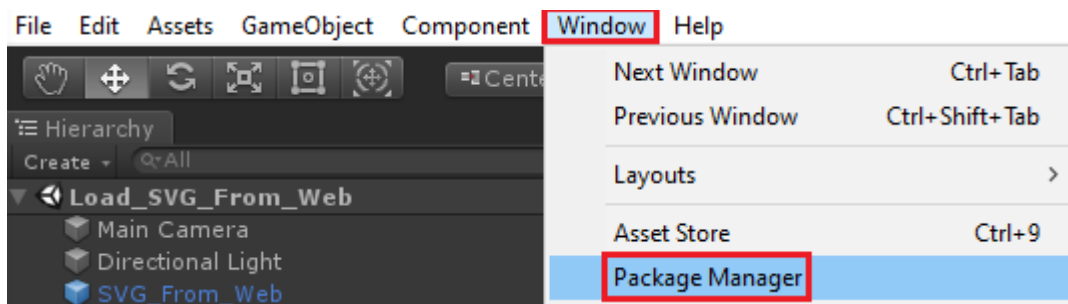 File Edit Assets GameObject Component Window Help
Cente
Next Window Ctrl+Tab
Previous Window Ctrl+Shift+Tab
Hierarchy
Create All
Layouts
Load_SVG_From_Web
Main Camera
Asset Store Ctrl+9
Directional Light
Package Manager
SVG_From_Web